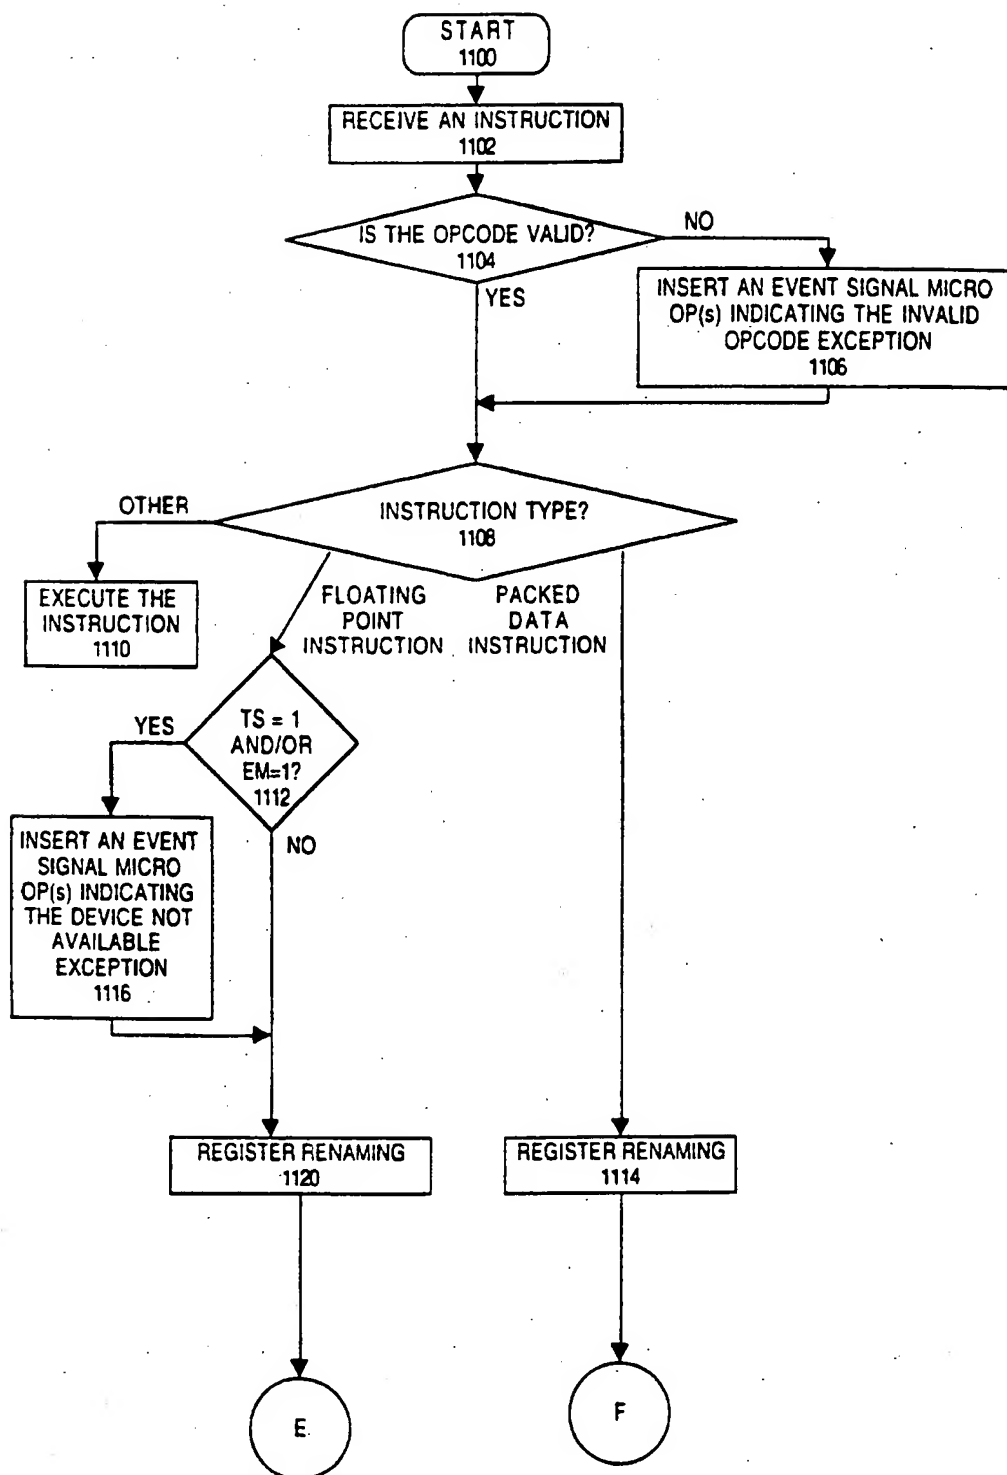 START
1100
RECEIVE AN INSTRUCTION
1102
IS THE OPCODE VALID?
1104
NO
YES
INSERT AN EVENT SIGNAL MICRO
OP(s) INDICATING THE INVALID
OPCODE EXCEPTION
1106
INSTRUCTION TYPE?
1108
OTHER
EXECUTE THE
INSTRUCTION
1110
FLOATING
POINT
INSTRUCTION
PACKED
DATA
INSTRUCTION
TS = 1
AND/OR
EM=1?
1112
YES
NO
INSERT AN EVENT
SIGNAL MICRO
OP(s) INDICATING
THE DEVICE NOT
AVAILABLE
EXCEPTION
1116
REGISTER RENAMING
1120
REGISTER RENAMING
1114
E
F